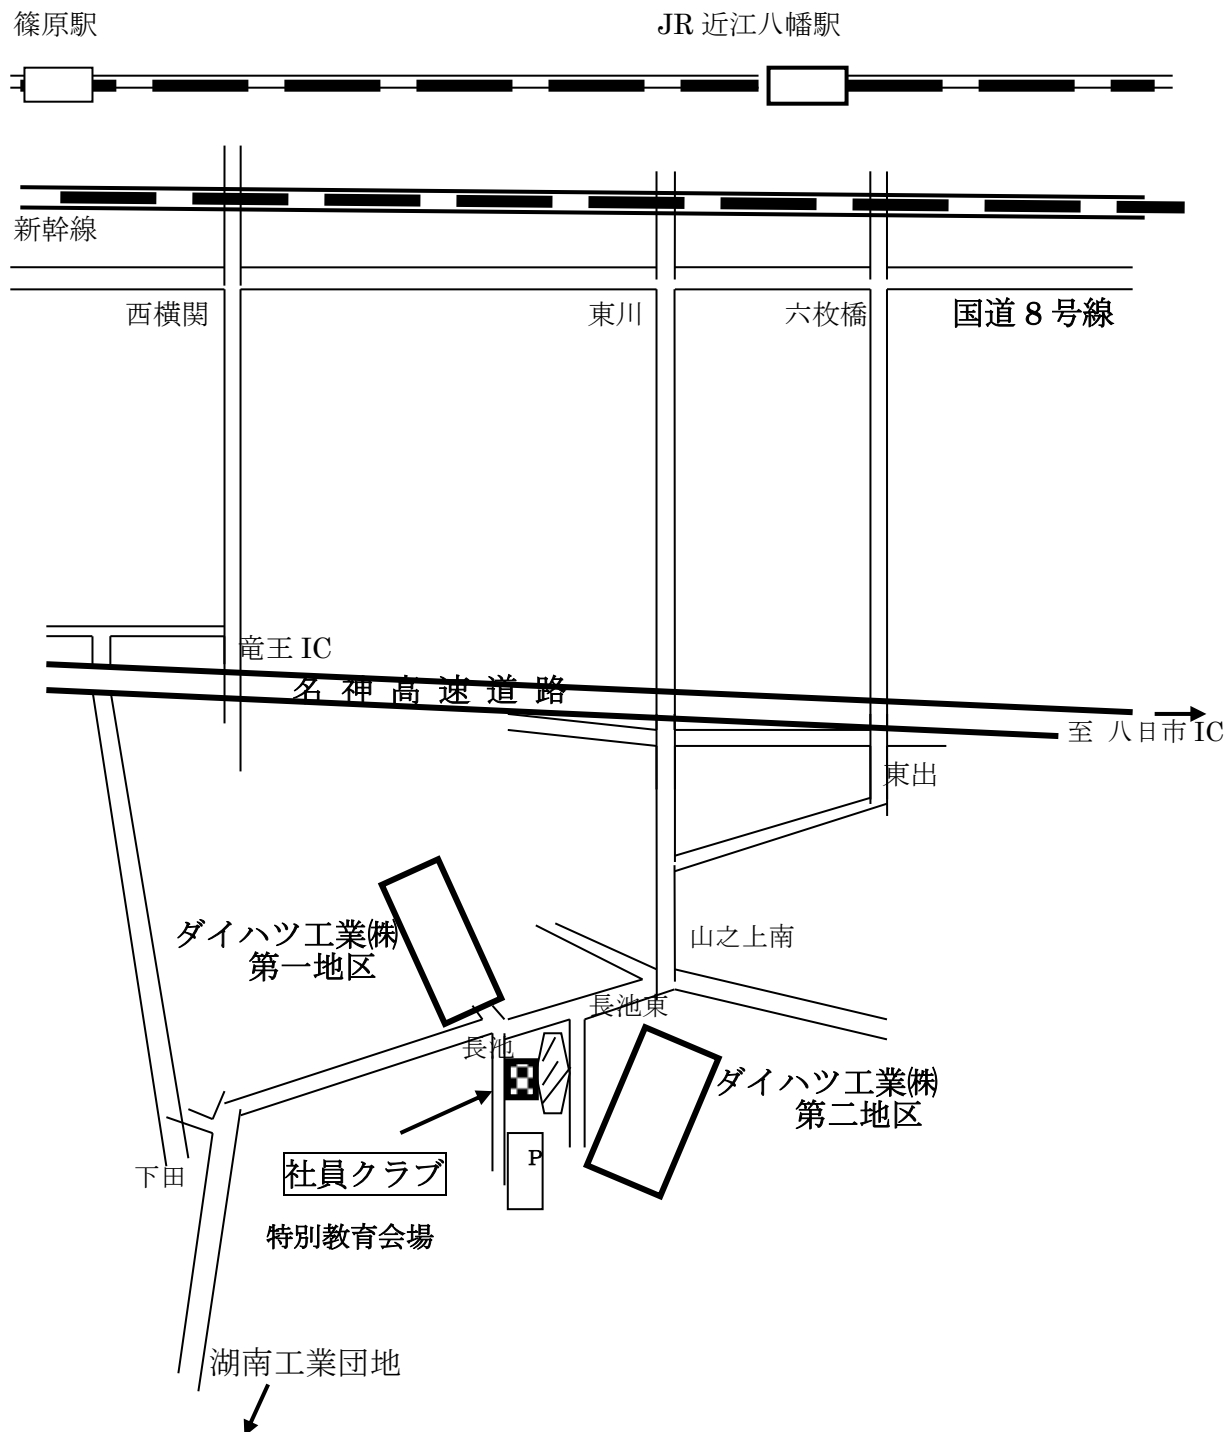 篠原駅
JR 近江八幡駅
新幹線
西横関
東川
六枚橋
国道 8 号線
竜王 IC
名 神 高 速 道 路
至 八日市 IC
東出
ダイハツ工業㈱
第一地区
山之上南
長池東
長池
ダイハツ工業㈱
第二地区
P
社員クラブ
下田
特別教育会場
湖南工業団地